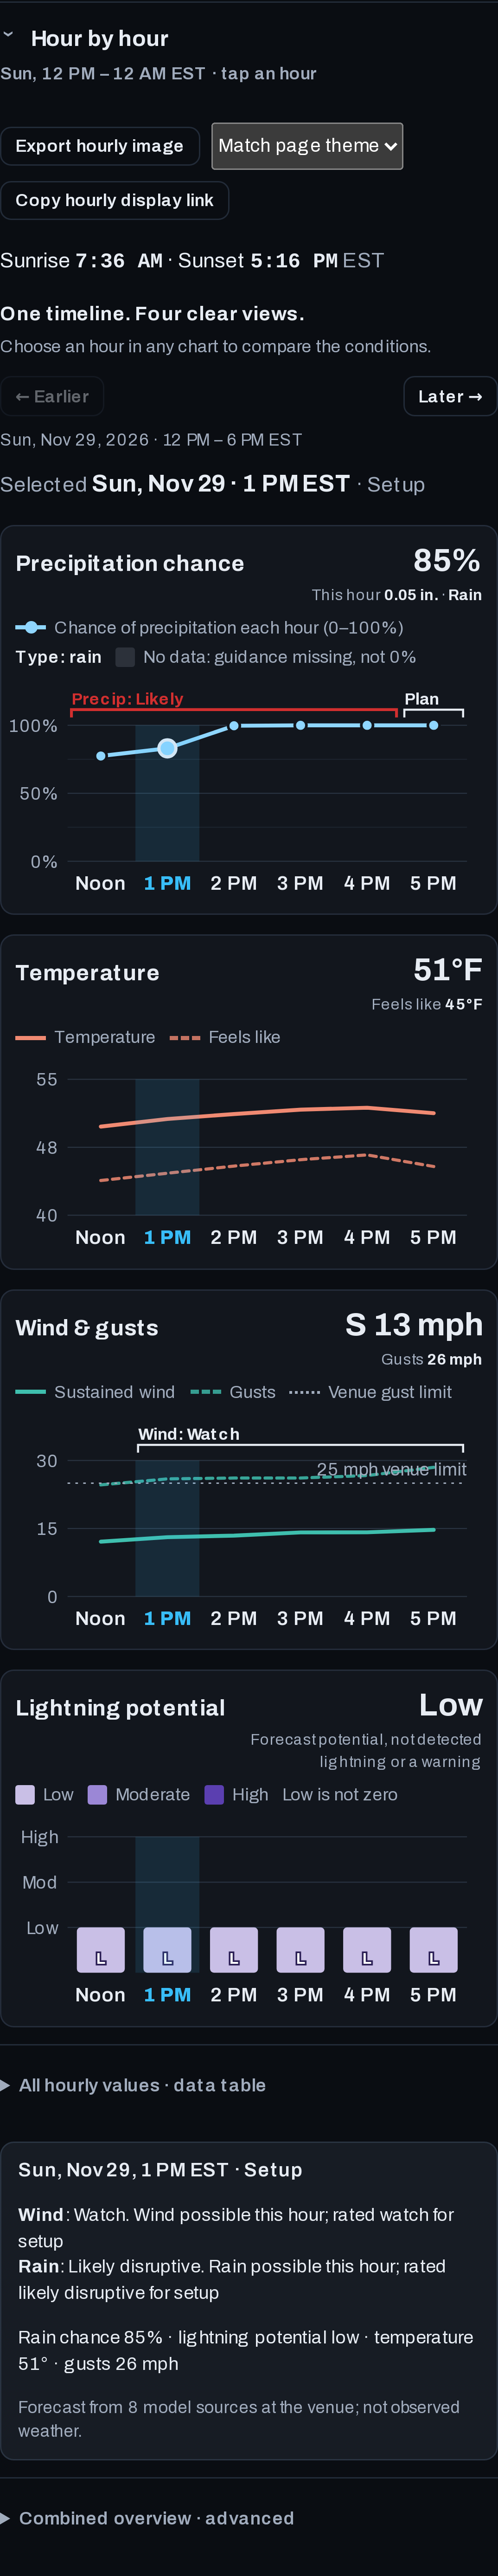 Hour by hour
Sun, 12 PM – 12 AM EST · tap an hour
Export hourly image
Match page theme
Copy hourly display link
Sunrise 7:36 AM · Sunset 5:16 PM EST
One timeline. Four clear views.
Choose an hour in any chart to compare the conditions.
← Earlier
Later →
Sun, Nov 29, 2026 · 12 PM – 6 PM EST
Selected Sun, Nov 29 · 1 PM EST · Setup
Precipitation chance
85%
This hour 0.05 in. · Rain
Chance of precipitation each hour (0–100%)
Type: rain No data: guidance missing, not 0%
Precip: Likely
Plan
100%
50%
0%
Noon 1 PM 2 PM 3 PM 4 PM 5 PM
Temperature
51°F
Feels like 45°F
Temperature Feels like
55
48
40
Noon 1 PM 2 PM 3 PM 4 PM 5 PM
Wind & gusts
S 13 mph
Gusts 26 mph
Sustained wind Gusts Venue gust limit
Wind: Watch
30
25 mph venue limit
15
0
Noon 1 PM 2 PM 3 PM 4 PM 5 PM
Lightning potential
Low
Forecast potential, not detected
lightning or a warning
Low Moderate High Low is not zero
High
Mod
Low
L L L L L L
Noon 1 PM 2 PM 3 PM 4 PM 5 PM
All hourly values · data table
Sun, Nov 29, 1 PM EST · Setup
Wind: Watch. Wind possible this hour; rated watch for
setup
Rain: Likely disruptive. Rain possible this hour; rated
likely disruptive for setup
Rain chance 85% · lightning potential low · temperature
51° · gusts 26 mph
Forecast from 8 model sources at the venue; not observed
weather.
Combined overview · advanced